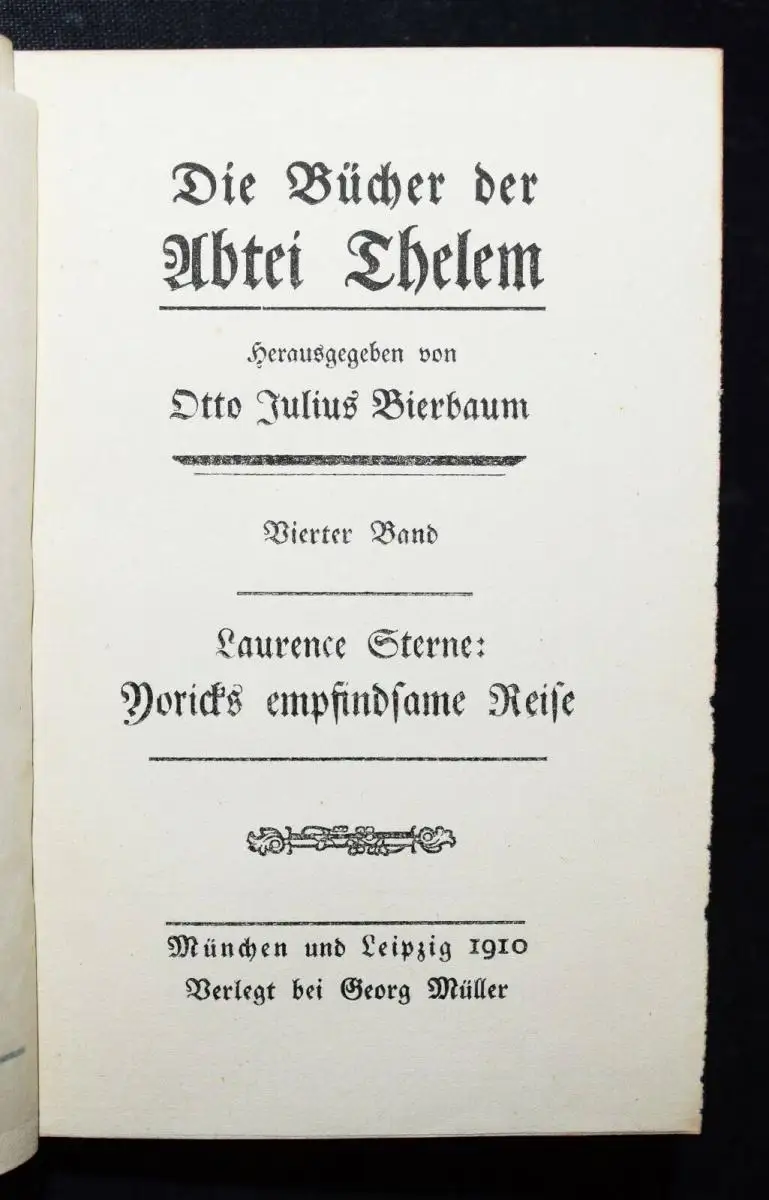 Die Bücher der
Abtei Thelem
Herausgegeben von
Otto Julius Bierbaum
Vierter Band
Laurence Sterne:
Yoricks empfindſame Reiſe
München und Leipzig 1910
Verlegt bei Georg Müller